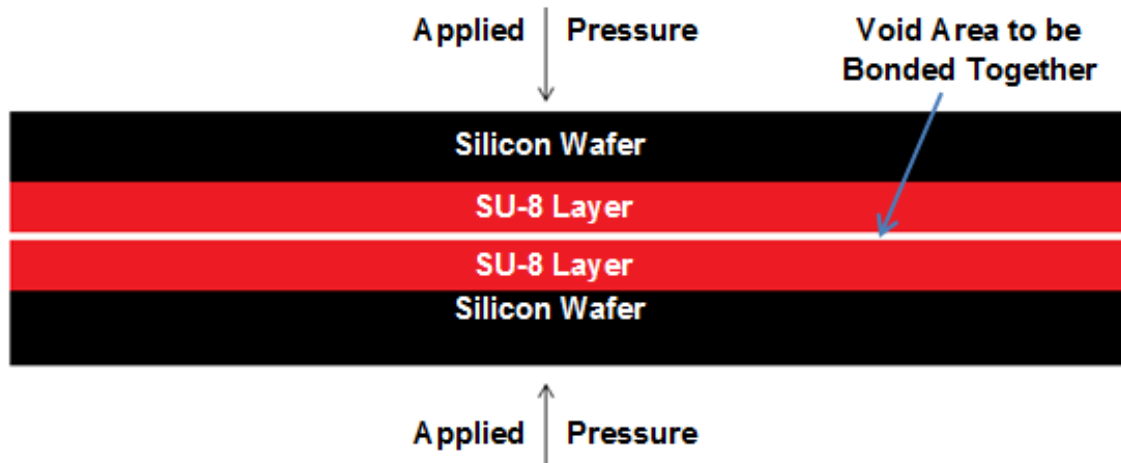 Applied Pressure
Void Area to be
Bonded Together
Silicon Wafer
SU-8 Layer
SU-8 Layer
Silicon Wafer
Applied Pressure